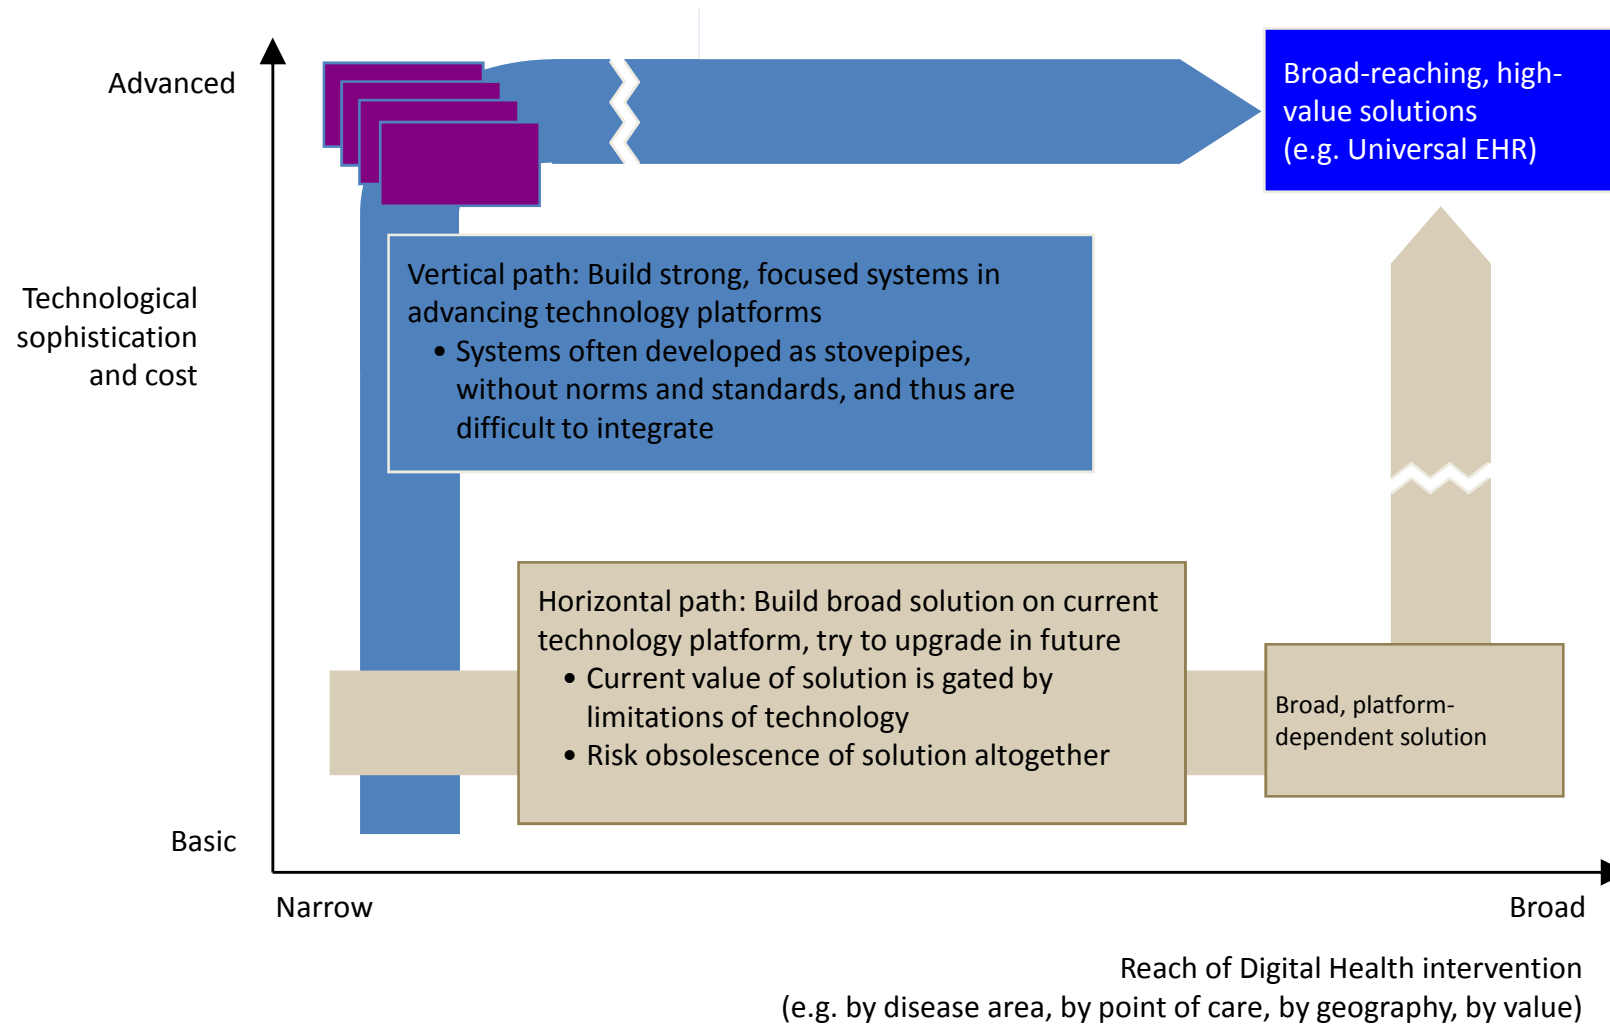 Advanced
Broad-reaching, high-
value solutions
(e.g. Universal EHR)
Technological
sophistication
and cost
Vertical path: Build strong, focused systems in
advancing technology platforms
• Systems often developed as stovepipes,
without norms and standards, and thus are
difficult to integrate
Horizontal path: Build broad solution on current
technology platform, try to upgrade in future
• Current value of solution is gated by
limitations of technology
• Risk obsolescence of solution altogether
Broad, platform-
dependent solution
Basic
Narrow
Broad
Reach of Digital Health intervention
(e.g. by disease area, by point of care, by geography, by value)